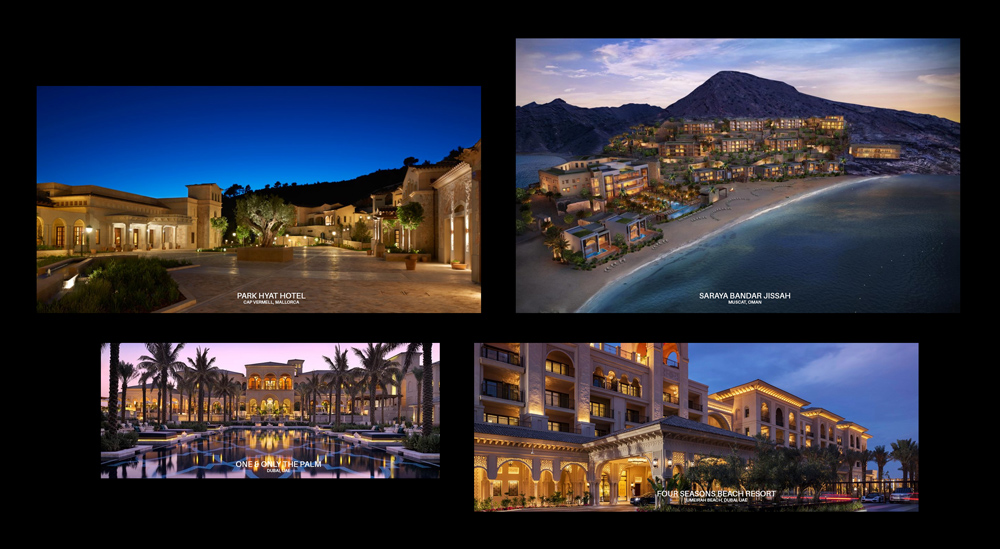 PARK HYAT HOTEL
CAP VERMELL, MALLORCA
SARAYA BANDAR JISSAH
MUSCAT, OMAN
ONE & ONLY THE PALM
DUBAI, UAE
FOUR SEASONS BEACH RESORT
JUMEIRAH BEACH, DUBAI, UAE